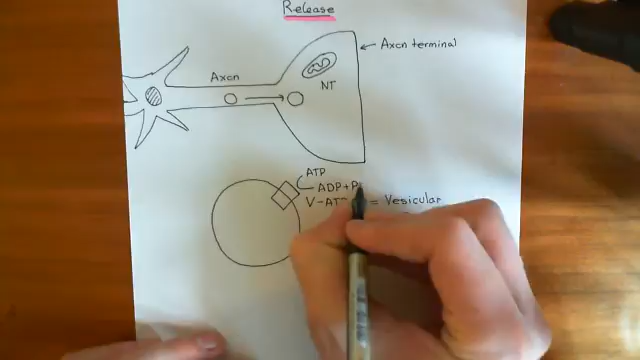 Release
Axon terminal
Axon
NT
ATP
ADP+P
= Vesicular